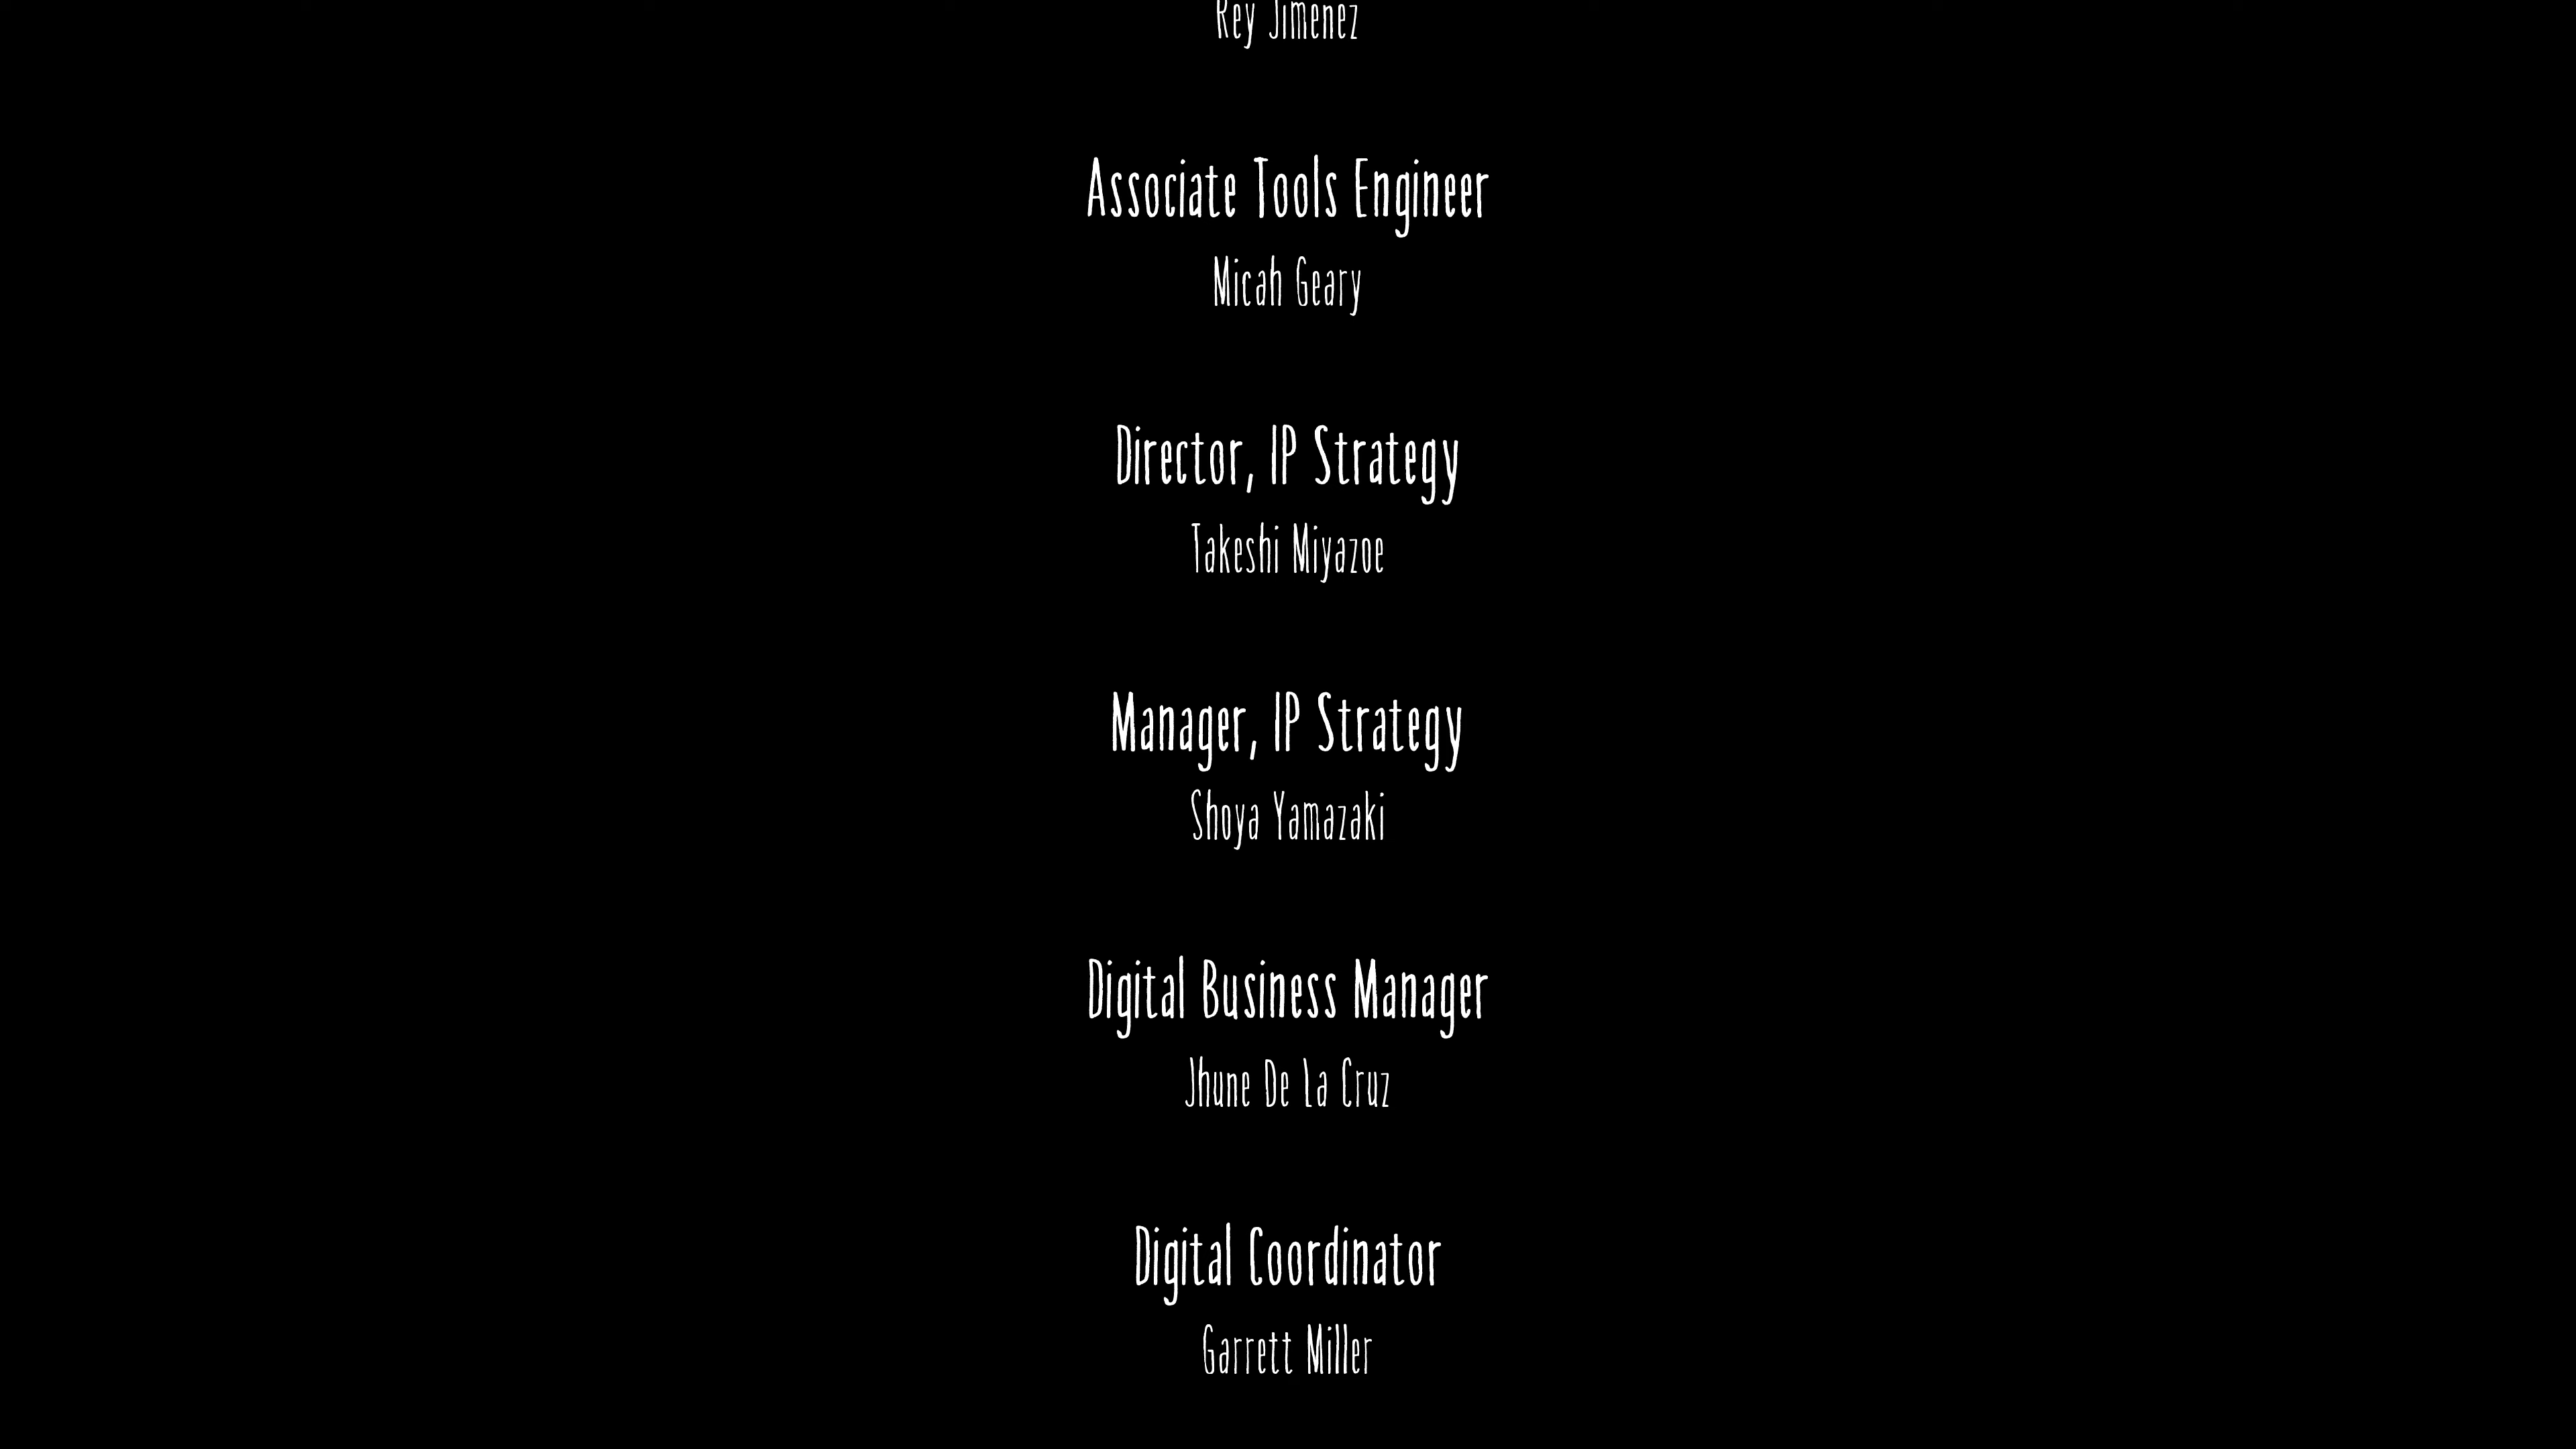 Rey Jimenez
Associate Tools Engineer
Micah Geary
Director, IP Strategy
Takeshi Miyazoe
Manager, IP Strategy
Shoya Yamazaki
Digital Business Manager
Jhune De La Cruz
Digital Coordinator
Garrett Miller